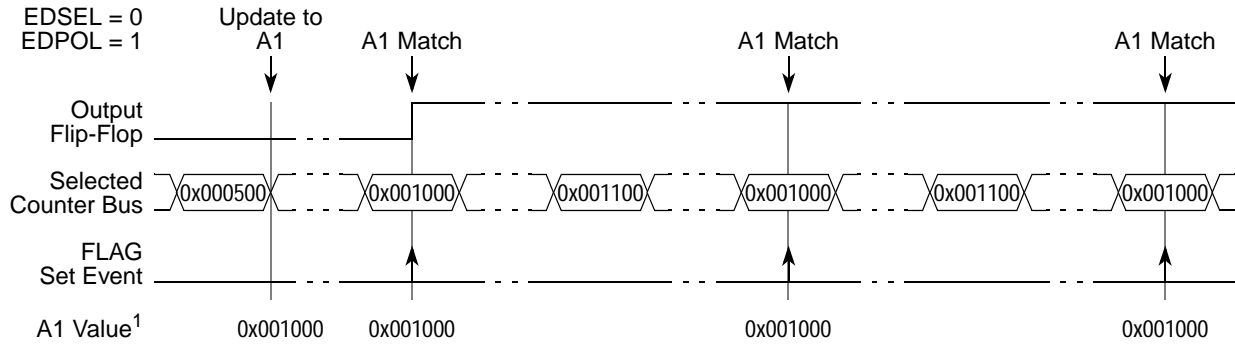 EDSEL = 0
EDPOL = 1
Update to
A1
A1 Match
A1 Match
A1 Match
Output
Flip-Flop
Selected
Counter Bus
0x000500
0x001000
0x001100
0x001000
0x001100
0x001000
FLAG
Set Event
A1 Value1
0x001000
0x001000
0x001000
0x001000